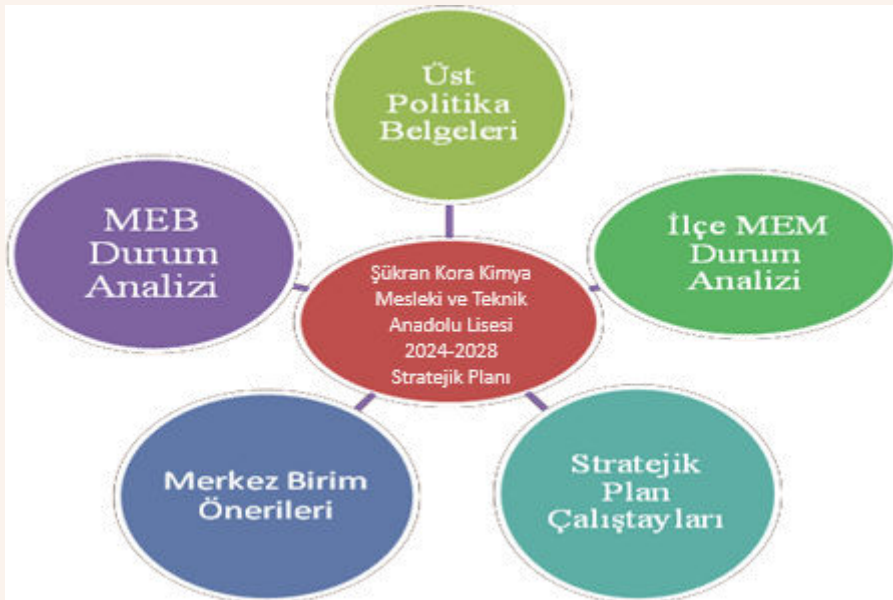 Üst
Politika
Belgeleri
MEB
Durum
Analizi
İlçe MEM
Durum
Analizi
Şükran Kora Kimya
Mesleki ve Teknik
Anadolu Lisesi
2024-2028
Stratejik Planı
Merkez Birim
Önerileri
Stratejik
Plan
Çalıştayları